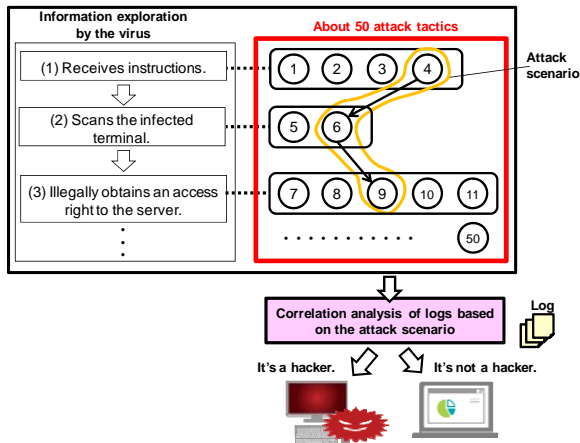 Information exploration
by the virus
About 50 attack tactics
(1) Receives instructions.
1 2 3 4
Attack
scenario
(2) Scans the infected
terminal.
5 6
(3) Illegally obtains an access
right to the server.
7 8 9 10 11
50
Correlation analysis of logs based
on the attack scenario
Log
It's a hacker.
It's not a hacker.